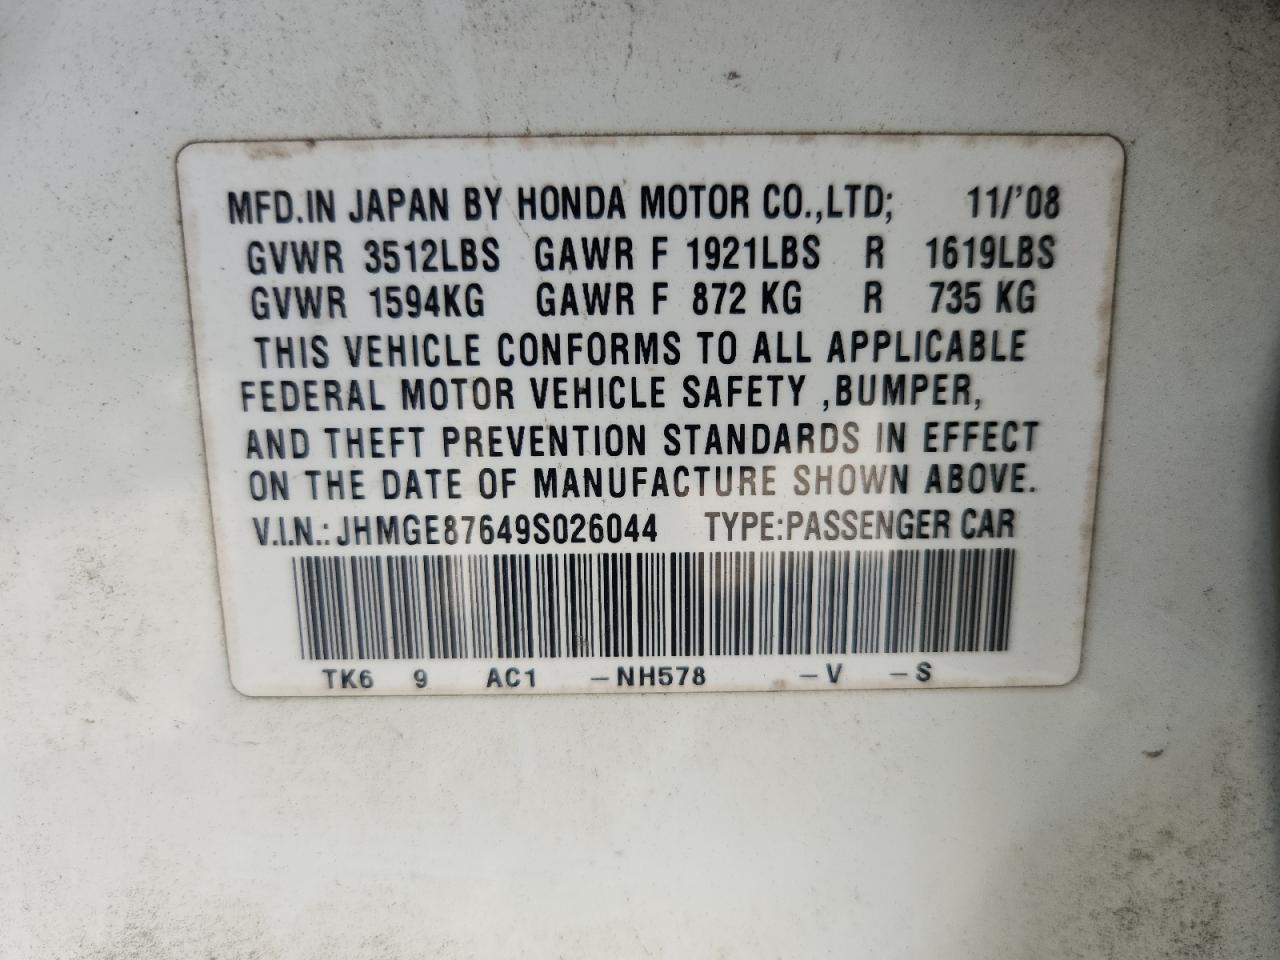 MFD.IN JAPAN BY HONDA MOTOR CO.,LTD; 11/'08
GVWR 3512LBS GAWR F 1921LBS R 1619LBS
GVWR 1594KG GAWR F 872 KG R 735 KG
THIS VEHICLE CONFORMS TO ALL APPLICABLE
FEDERAL MOTOR VEHICLE SAFETY ,BUMPER,
AND THEFT PREVENTION STANDARDS IN EFFECT
ON THE DATE OF MANUFACTURE SHOWN ABOVE.
V.I.N.: JHMGE87649S026044 TYPE:PASSENGER CAR
TK6 9 AC1 -NH578 -V -S